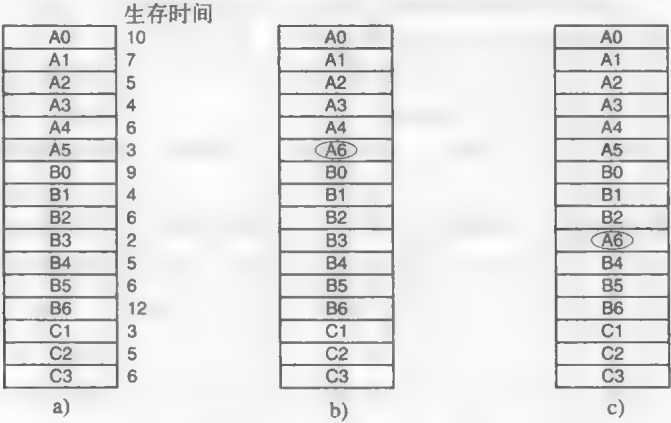 生存时间
A0 10 A0 A0
A1 7 A1 A1
A2 5 A2 A2
A3 4 A3 A3
A4 6 A4 A4
A5 3 A6 A5
B0 9 B0 B0
B1 4 B1 B1
B2 6 B2 B2
B3 2 B3 A6
B4 5 B4 B4
B5 6 B5 B5
B6 12 B6 B6
C1 3 C1 C1
C2 5 C2 C2
C3 6 C3 C3
a) b) c)